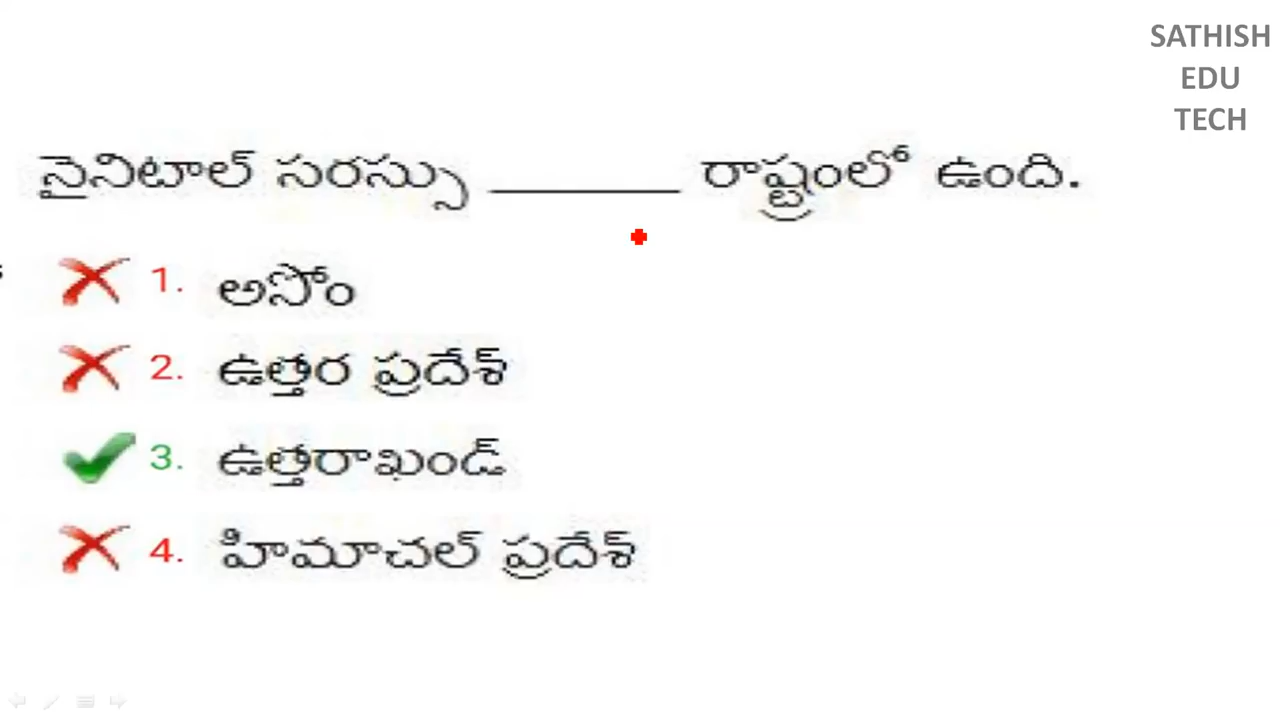 SATHISH
EDU
TECH
నైనిటాల్ సరస్సు ________ రాష్ట్రంలో ఉంది.
1. అసోం
2. ఉత్తర ప్రదేశ్
3. ఉత్తరాఖండ్
4. హిమాచల్ ప్రదేశ్